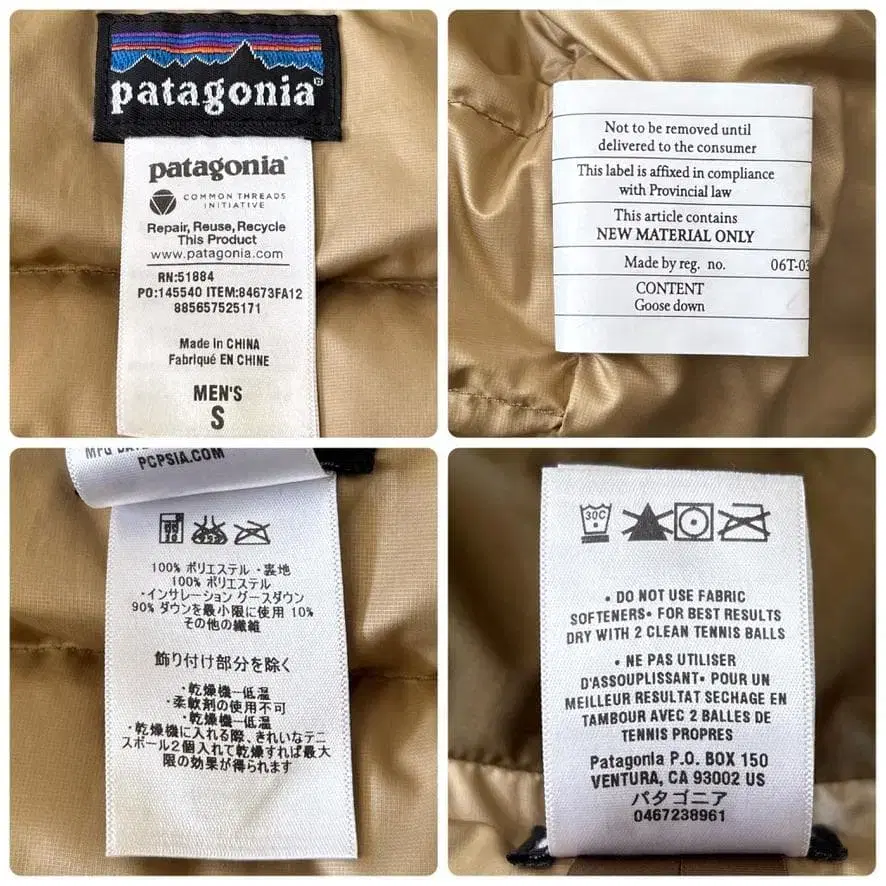 patagonia
patagonia®
COMMON THREADS
INITIATIVE
Repair, Reuse, Recycle
This Product
www.patagonia.com
RN:51884
PO:145540 ITEM:84673FA12
885657525171
Made in CHINA
Fabriqué EN CHINE
MEN'S
S
Not to be removed until
delivered to the consumer
This label is affixed in compliance
with Provincial law
This article contains
NEW MATERIAL ONLY
Made by reg. no. 06T-03
CONTENT
Goose down
PCPSIA.COM
100% ポリエステル ・裏地
100% ポリエステル
・インサレーション グースダウン
90% ダウンを最小限に使用 10%
その他の繊維
飾り付け部分を除く
・乾燥機ー低温
・柔軟剤の使用不可
・乾燥機ー低温
・乾燥機に入れる際、きれいなテニ
スボール2個入れて乾燥すれば最大
限の効果が得られます
30C
• DO NOT USE FABRIC
SOFTENERS• FOR BEST RESULTS
DRY WITH 2 CLEAN TENNIS BALLS
• NE PAS UTILISER
D'ASSOUPLISSANT• POUR UN
MEILLEUR RESULTAT SECHAGE EN
TAMBOUR AVEC 2 BALLES DE
TENNIS PROPRES
Patagonia P.O. BOX 150
VENTURA, CA 93002 US
パタゴニア
0467238961